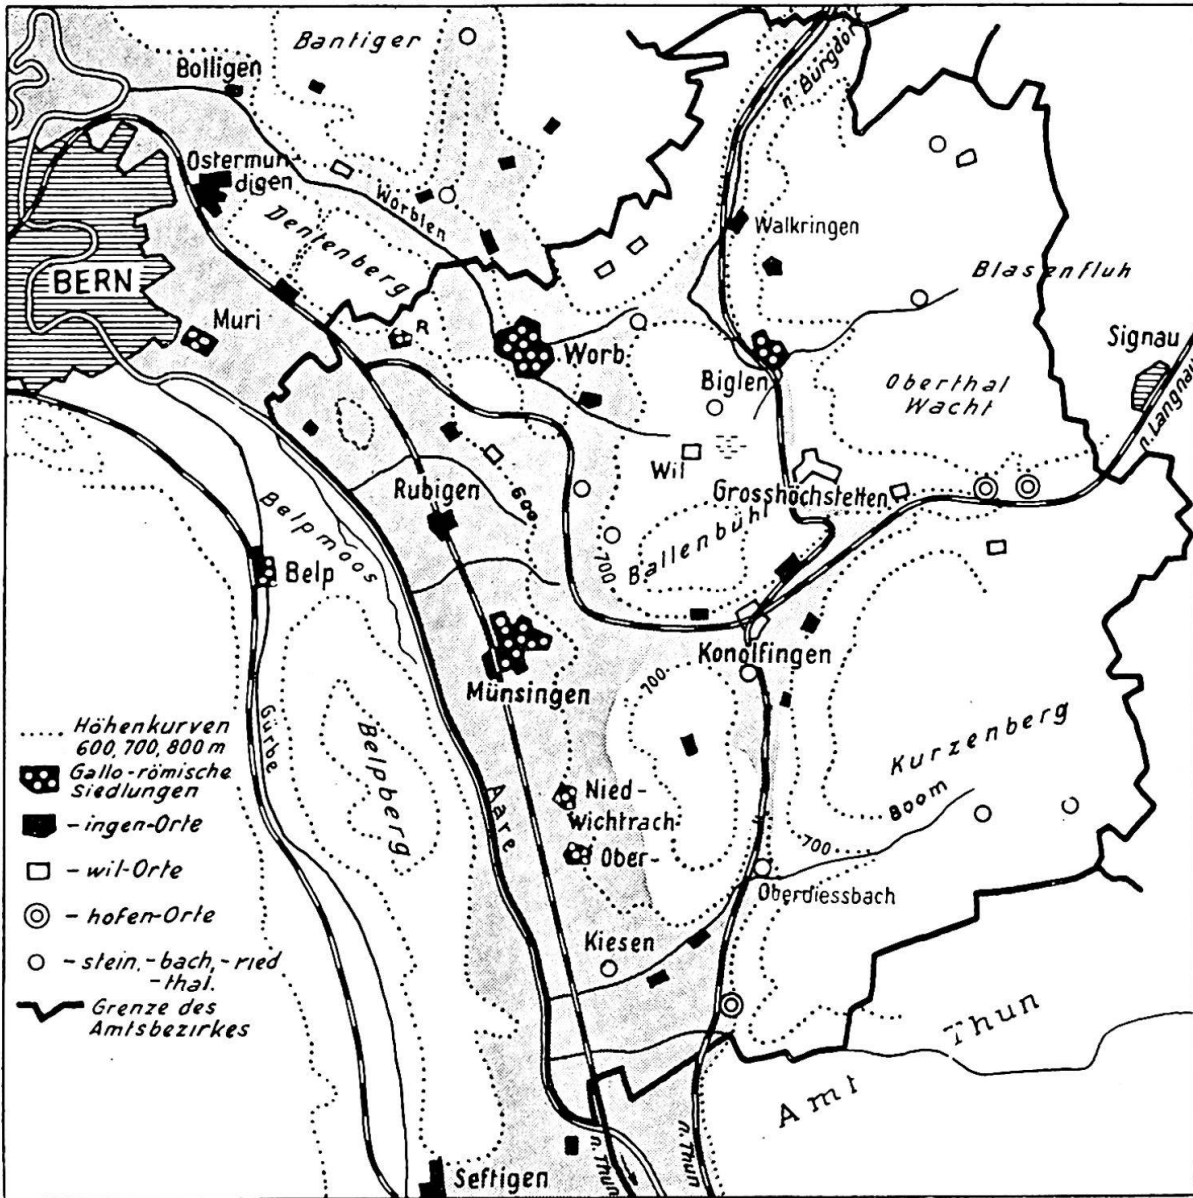 Bantiger
Bolligen
n. Burgdorf
Ostermun-
digen
Worblen
Dentenberg
Walkringen
Blasenfluh
BERN
Muri
R
Worb
Signau
Biglen
Oberthal
Wacht
n. Langnau
Wil
Rubigen
600
Grosshöchstetten
Belpmoos
Ballenbühl
700
Belp
Konolfingen
Münsingen
700
Höhenkurven
600, 700, 800 m
Gallo-römische
Siedlungen
-ingen-Orte
-wil-Orte
-hofen-Orte
-stein,-bach,-ried
-thal.
Grenze des
Amtsbezirkes
Gürbe
Belpberg
Aare
Kurzenberg
Nied-
wichtrach
Ober-
Boom
700
Oberdiessbach
Kiesen
Amt Thun
n. Thun
n. Thun
Seftigen